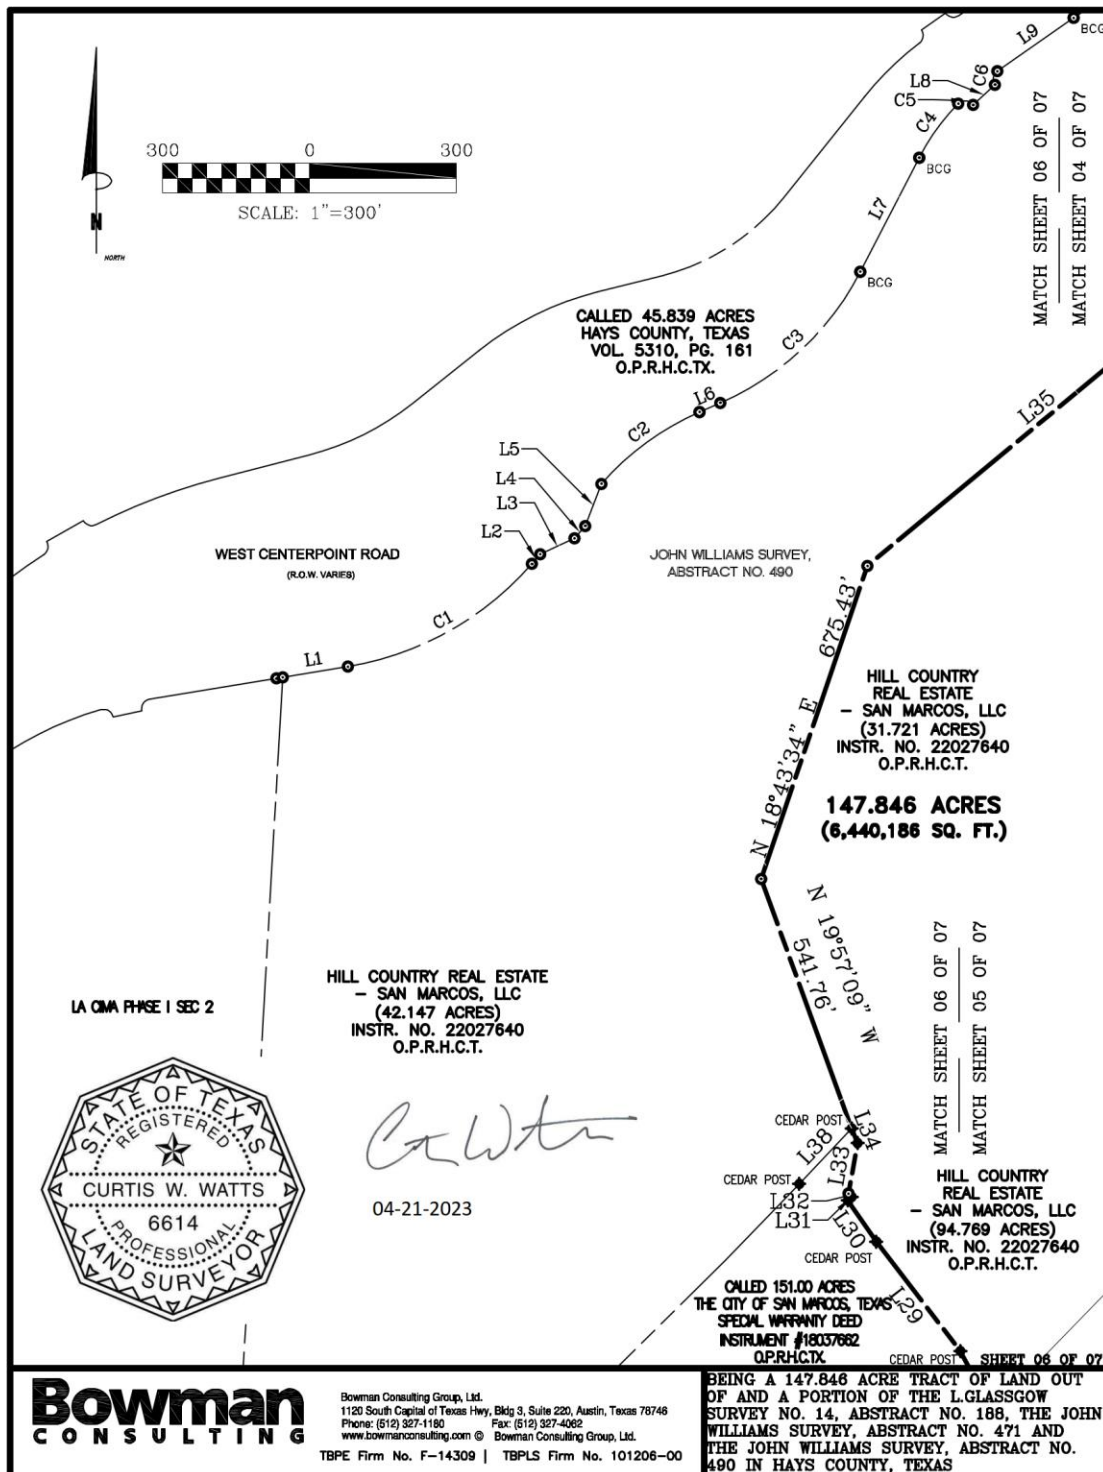 L9
BCG
C6
L8
C5
C4
BCG
L7
BCG
MATCH SHEET 06 OF 07
MATCH SHEET 04 OF 07
300 0 300
SCALE: 1"=300'
N
NORTH
CALLED 45.839 ACRES
HAYS COUNTY, TEXAS
VOL. 5310, PG. 161
O.P.R.H.C.TX.
C3
L6
C2
L35
L5
L4
L3
L2
WEST CENTERPOINT ROAD
(R.O.W. VARIES)
JOHN WILLIAMS SURVEY,
ABSTRACT NO. 490
C1
L1
N 18°43'34" E 675.43'
HILL COUNTRY
REAL ESTATE
– SAN MARCOS, LLC
(31.721 ACRES)
INSTR. NO. 22027640
O.P.R.H.C.T.
147.846 ACRES
(6,440,186 SQ. FT.)
N 19°57'09" W
541.76'
MATCH SHEET 06 OF 07
MATCH SHEET 05 OF 07
HILL COUNTRY REAL ESTATE
– SAN MARCOS, LLC
(42.147 ACRES)
INSTR. NO. 22027640
O.P.R.H.C.T.
LA CIMA PHASE I SEC 2
STATE OF TEXAS
REGISTERED
CURTIS W. WATTS
6614
PROFESSIONAL
LAND SURVEYOR
04-21-2023
CEDAR POST
L34
L38
L33
CEDAR POST
L32
L31
L30
CEDAR POST
L29
HILL COUNTRY
REAL ESTATE
– SAN MARCOS, LLC
(94.769 ACRES)
INSTR. NO. 22027640
O.P.R.H.C.T.
CALLED 151.00 ACRES
THE CITY OF SAN MARCOS, TEXAS
SPECIAL WARRANTY DEED
INSTRUMENT #18037662
O.P.R.H.C.TX.
CEDAR POST
SHEET 06 OF 07
Bowman
CONSULTING
Bowman Consulting Group, Ltd.
1120 South Capital of Texas Hwy, Bldg 3, Suite 220, Austin, Texas 78746
Phone: (512) 327-1180 Fax: (512) 327-4062
www.bowmanconsulting.com © Bowman Consulting Group, Ltd.
TBPE Firm No. F-14309 | TBPLS Firm No. 101206-00
BEING A 147.846 ACRE TRACT OF LAND OUT
OF AND A PORTION OF THE L.GLASSGOW
SURVEY NO. 14, ABSTRACT NO. 188, THE JOHN
WILLIAMS SURVEY, ABSTRACT NO. 471 AND
THE JOHN WILLIAMS SURVEY, ABSTRACT NO.
490 IN HAYS COUNTY, TEXAS